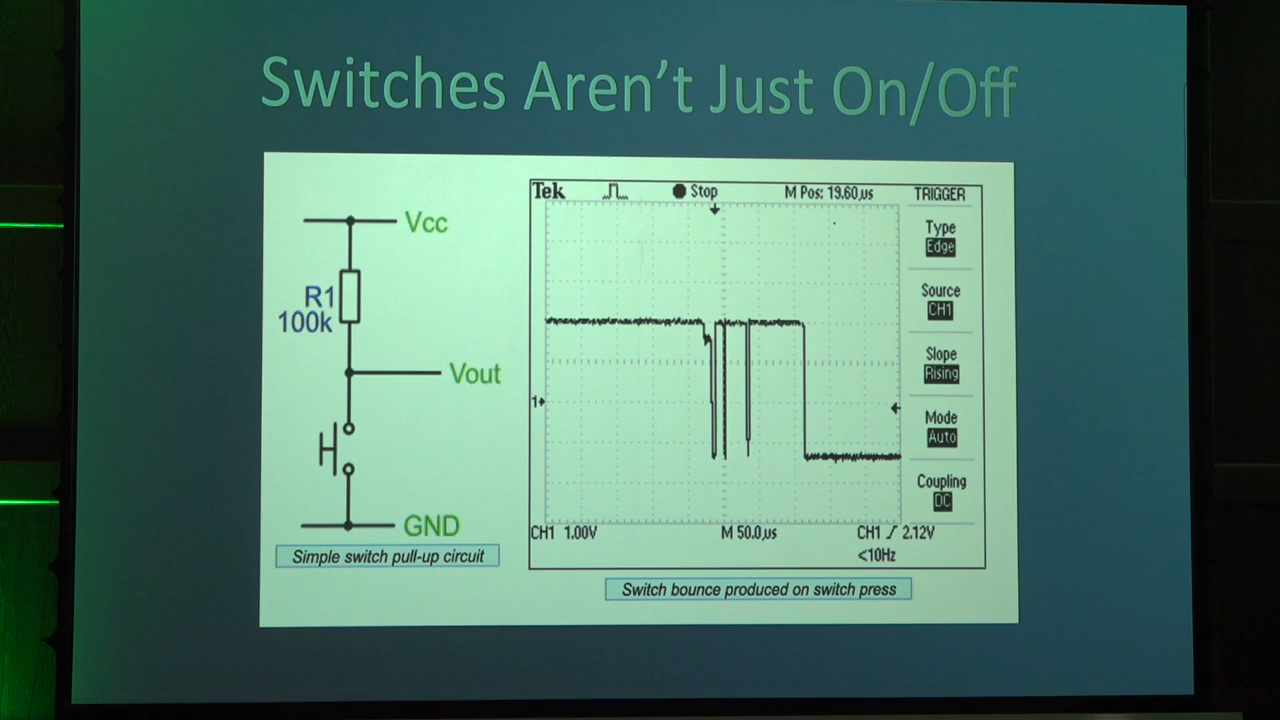 Switches Aren't Just On/Off
Vcc
R1
100k
Vout
GND
Simple switch pull-up circuit
Tek
Stop
M Pos: 19.60µs
TRIGGER
Type
Edge
Source
CH1
Slope
Rising
Mode
Auto
Coupling
DC
1
CH1 1.00V
M 50.0µs
CH1 2.12V
<10Hz
Switch bounce produced on switch press